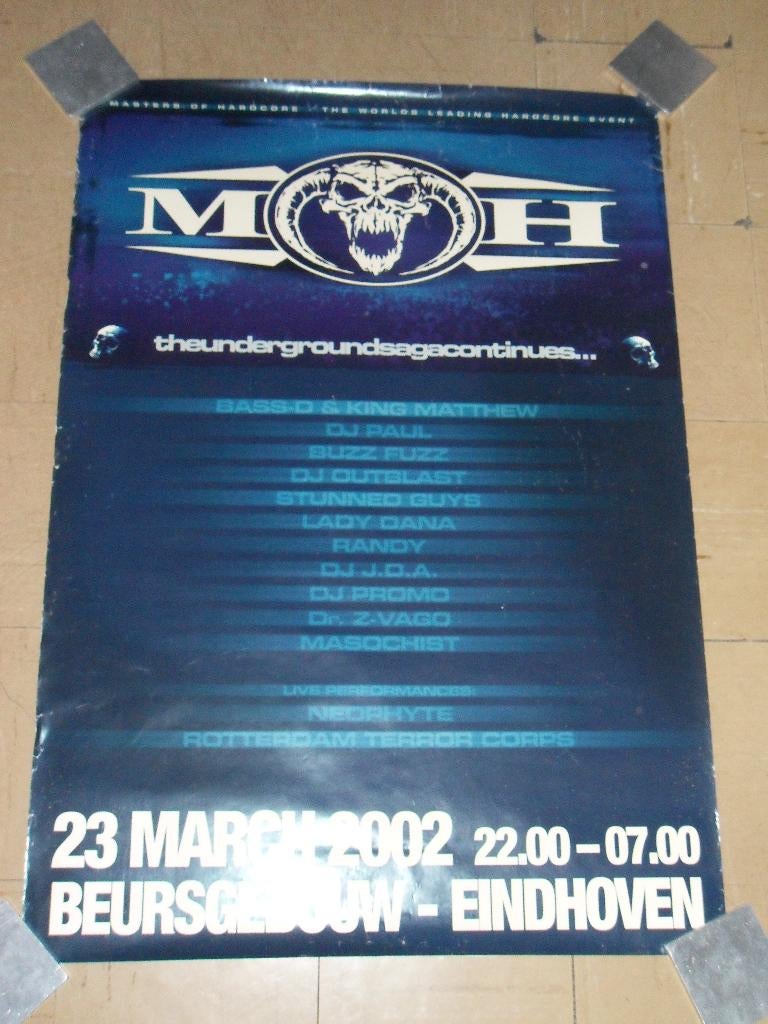 MASTERS OF HARDCORE - THE WORLDS LEADING HARDCORE EVENT
M H
theundergroundsagacontinues...
BASS-D & KING MATTHEW
DJ PAUL
BUZZ FUZZ
DJ OUTBLAST
STUNNED GUYS
LADY DANA
RANDY
DJ J.D.A.
DJ PROMO
Dr. Z-VAGO
MASOCHIST
LIVE PERFORMANCES:
NEOPHYTE
ROTTERDAM TERROR CORPS
23 MARCH 2002 22.00 – 07.00
BEURSGEBOUW - EINDHOVEN